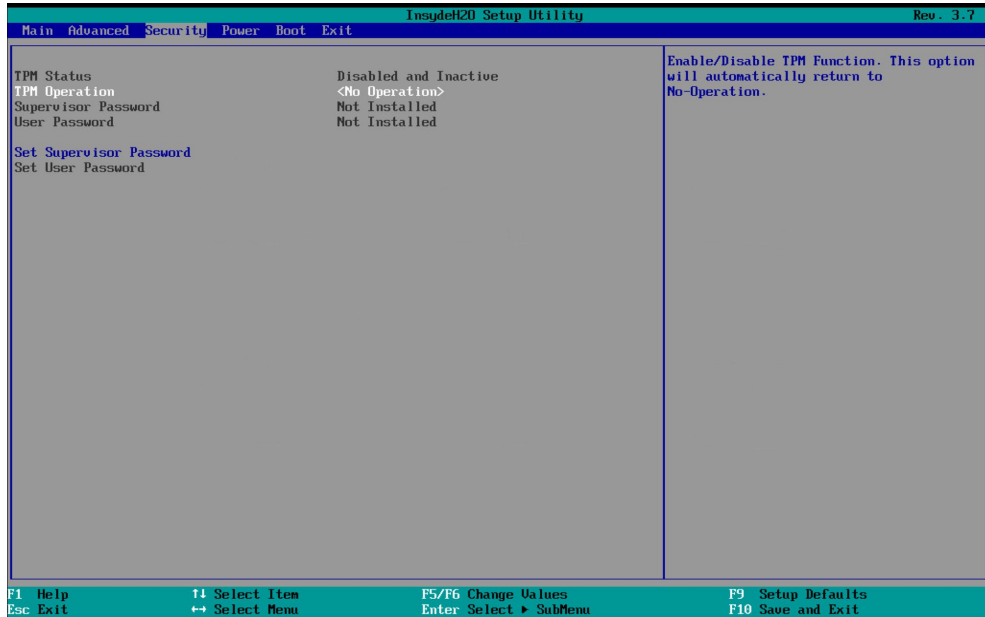 InsydeH20 Setup Utility Rev. 3.7
Main Advanced Security Power Boot Exit
TPM Status Disabled and Inactive
TPM Operation <No Operation>
Supervisor Password Not Installed
User Password Not Installed
Set Supervisor Password
Set User Password
Enable/Disable TPM Function. This option
will automatically return to
No-Operation.
F1 Help ↑↓ Select Item F5/F6 Change Values F9 Setup Defaults
Esc Exit ↔ Select Menu Enter Select ▶ SubMenu F10 Save and Exit